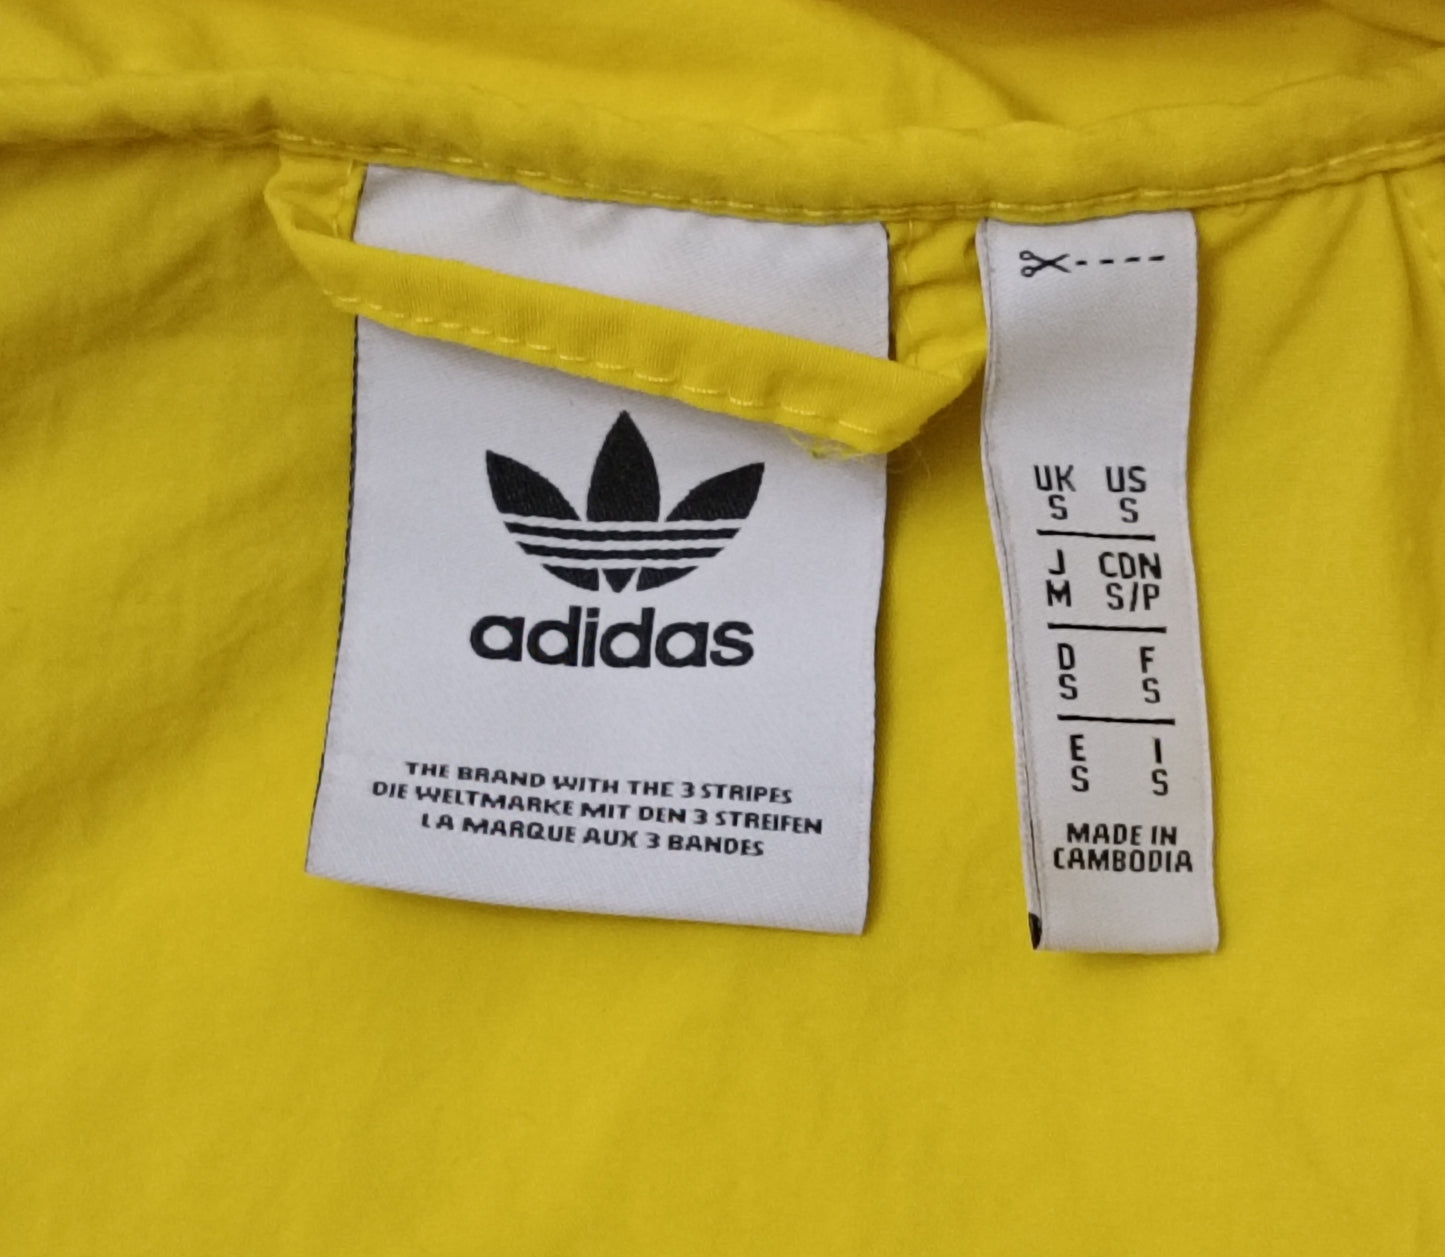 adidas
THE BRAND WITH THE 3 STRIPES
DIE WELTMARKE MIT DEN 3 STREIFEN
LA MARQUE AUX 3 BANDES
UK US
S S
J CDN
M S/P
D F
S S
E I
S S
MADE IN
CAMBODIA